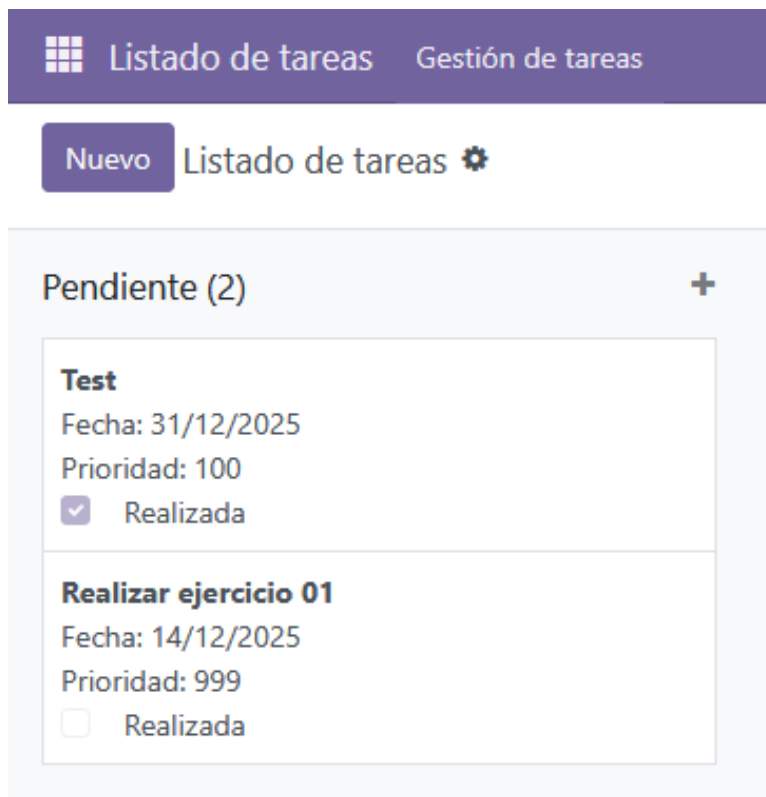 Listado de tareas Gestión de tareas
Nuevo Listado de tareas
Pendiente (2)
Test
Fecha: 31/12/2025
Prioridad: 100
Realizada
Realizar ejercicio 01
Fecha: 14/12/2025
Prioridad: 999
Realizada